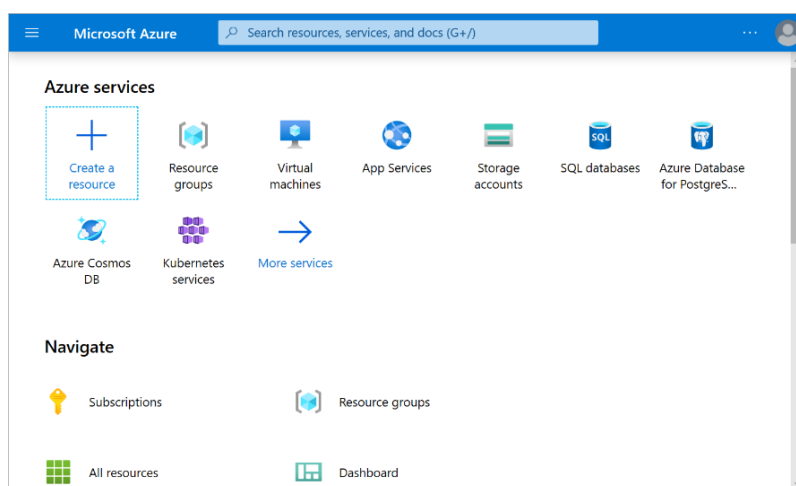 Microsoft Azure
Search resources, services, and docs (G+/)
...
Azure services
Create a
resource
Resource
groups
Virtual
machines
App Services
Storage
accounts
SQL
SQL databases
Azure Database
for PostgreS...
Azure Cosmos
DB
Kubernetes
services
More services
Navigate
Subscriptions
Resource groups
All resources
Dashboard